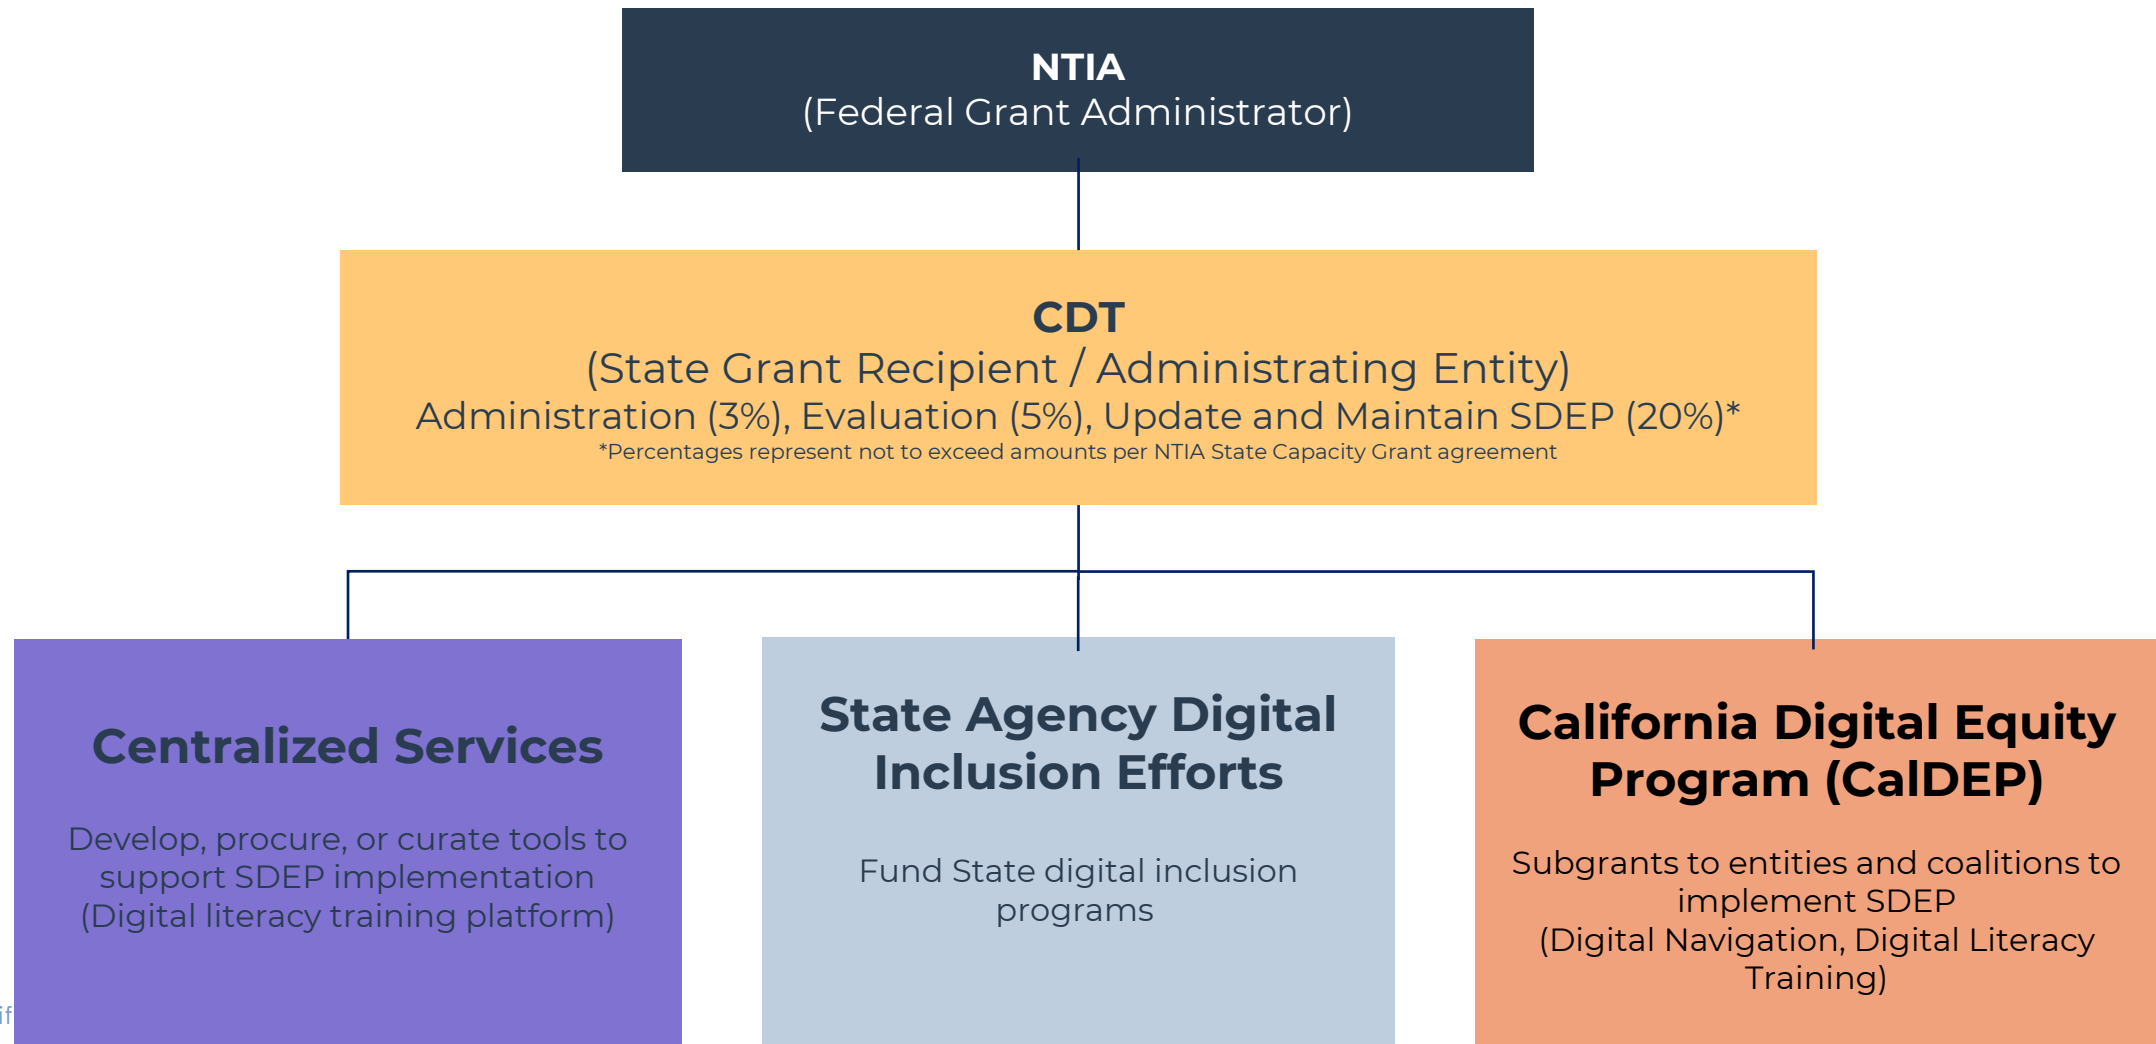 NTIA
(Federal Grant Administrator)
CDT
(State Grant Recipient / Administrating Entity)
Administration (3%), Evaluation (5%), Update and Maintain SDEP (20%)*
*Percentages represent not to exceed amounts per NTIA State Capacity Grant agreement
Centralized Services
Develop, procure, or curate tools to
support SDEP implementation
(Digital literacy training platform)
State Agency Digital
Inclusion Efforts
Fund State digital inclusion
programs
California Digital Equity
Program (CalDEP)
Subgrants to entities and coalitions to
implement SDEP
(Digital Navigation, Digital Literacy
Training)